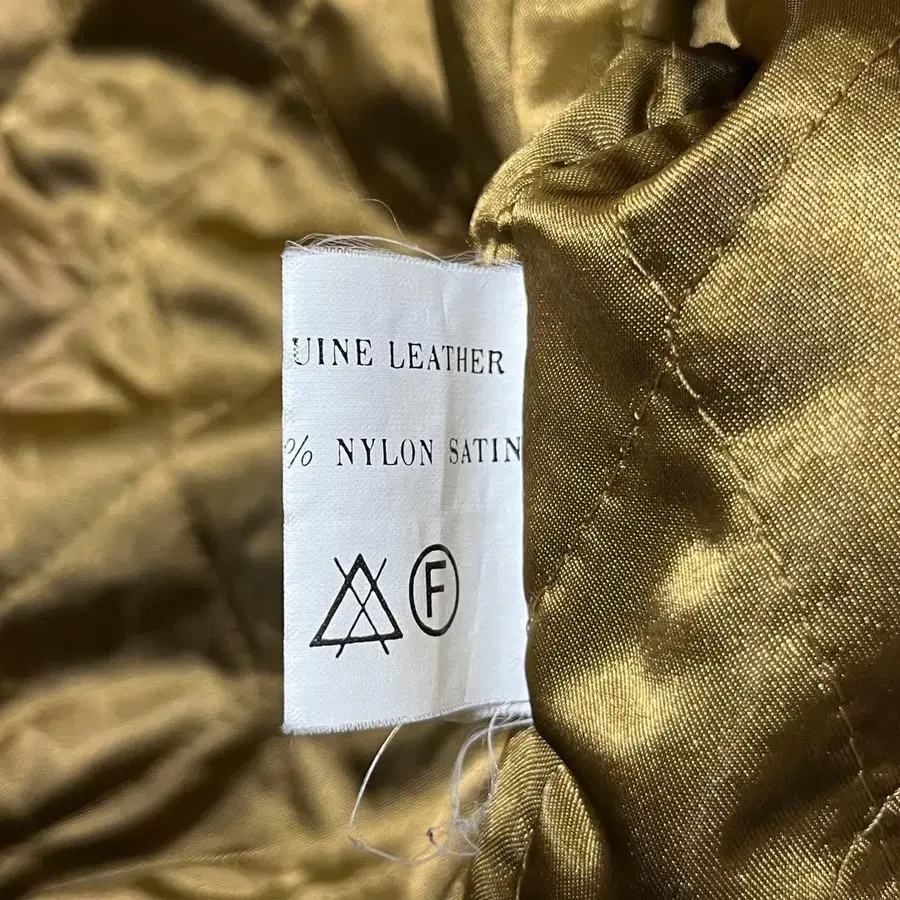 UINE LEATHER
% NYLON SATIN
F